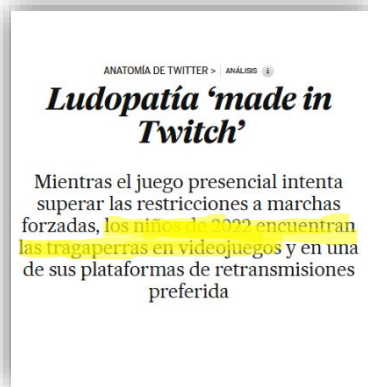 ANATOMÍA DE TWITTER > ANÁLISIS i
Ludopatía ‘made in
Twitch’
Mientras el juego presencial intenta
superar las restricciones a marchas
forzadas, los niños de 2022 encuentran
las tragaperras en videojuegos y en una
de sus plataformas de retransmisiones
preferida